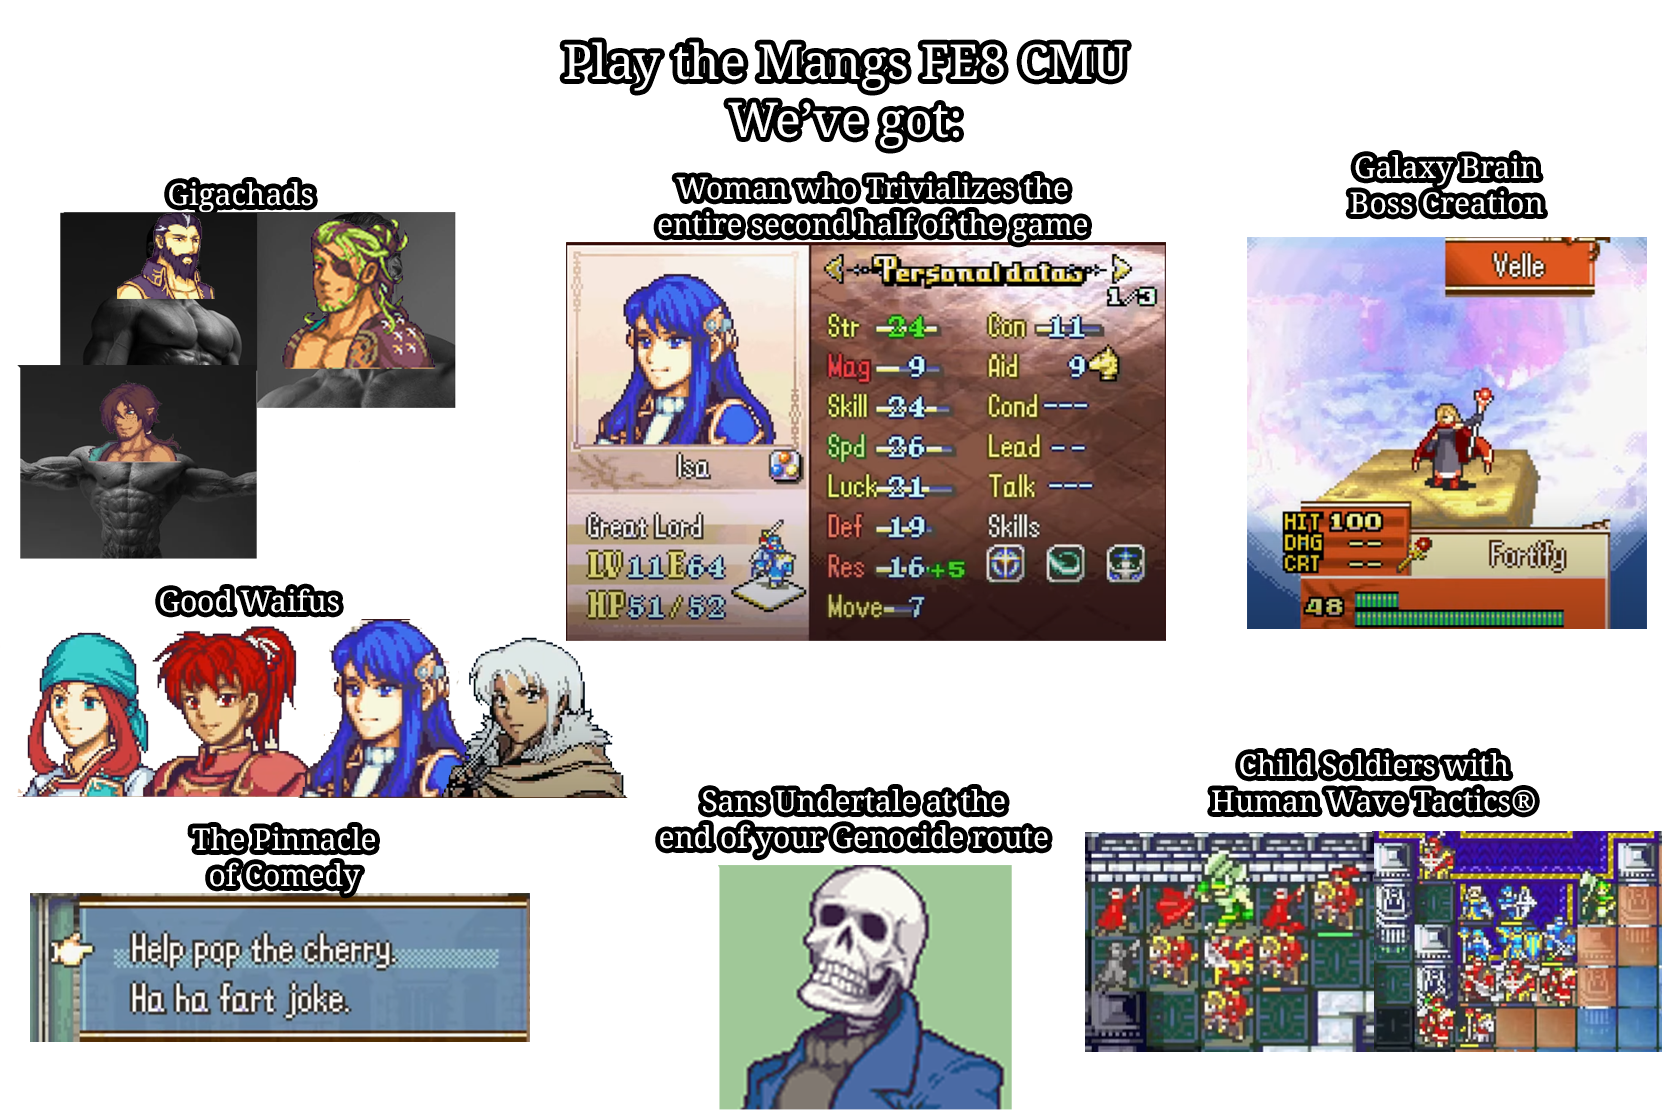 Play the Mangs FE8 CMU
We've got:
Gigachads
Woman who Trivializes the
entire second half of the game
Personal data
1/3
Isa
Great Lord
LV 11 E 64
HP 51/52
Str 24
Mag 9
Skill 24
Spd 26
Luck 21
Def 19
Res 16 +5
Move 7
Con 11
Aid 9
Cond ---
Lead --
Talk ---
Skills
Galaxy Brain
Boss Creation
Velle
HIT 100
DMG --
CRT --
Fortify
48
Good Waifus
The Pinnacle
of Comedy
Help pop the cherry.
Ha ha fart joke.
Sans Undertale at the
end of your Genocide route
Child Soldiers with
Human Wave Tactics®